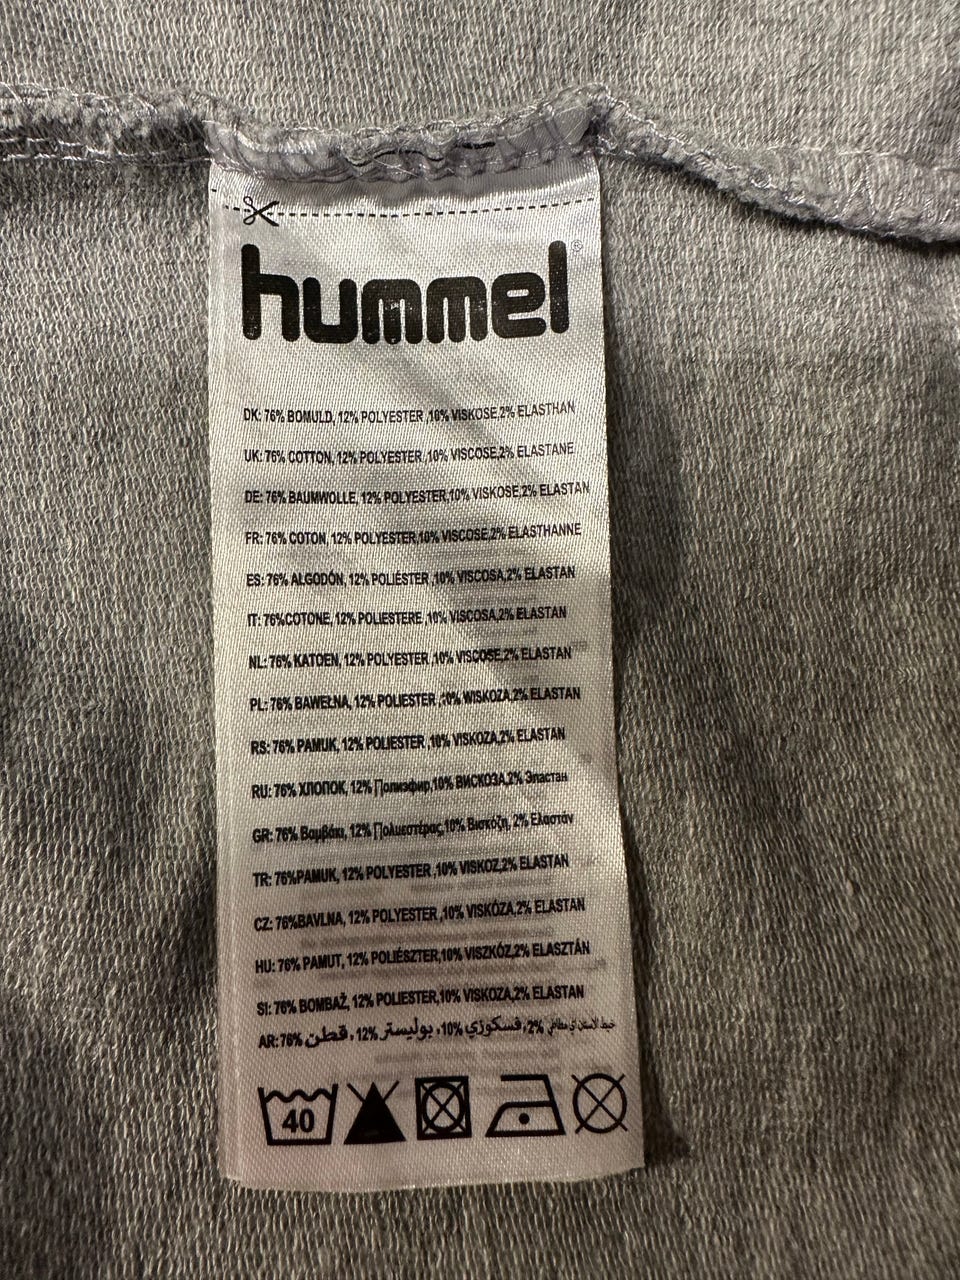 hummel®
DK: 76% BOMULD, 12% POLYESTER ,10% VISKOSE,2% ELASTHAN
UK: 76% COTTON, 12% POLYESTER ,10% VISCOSE,2% ELASTANE
DE: 76% BAUMWOLLE, 12% POLYESTER,10% VISKOSE,2% ELASTAN
FR: 76% COTON, 12% POLYESTER,10% VISCOSE,2% ELASTHANNE
ES: 76% ALGODÓN, 12% POLIÉSTER ,10% VISCOSA,2% ELASTAN
IT: 76%COTONE, 12% POLIESTERE ,10% VISCOSA,2% ELASTAN
NL: 76% KATOEN, 12% POLYESTER ,10% VISCOSE,2% ELASTAN
PL: 76% BAWEŁNA, 12% POLIESTER ,10% WISKOZA,2% ELASTAN
RS: 76% PAMUK, 12% POLIESTER ,10% VISKOZA,2% ELASTAN
RU: 76% ХЛОПОК, 12% Полиэфир,10% ВИСКОЗА,2% Эластан
GR: 76% Βαμβάκι, 12% Πολυεστέρας,10% Βισκόζη, 2% Ελαστάν
TR: 76%PAMUK, 12% POLYESTER ,10% VISKOZ,2% ELASTAN
CZ: 76%BAVLNA, 12% POLYESTER ,10% VISKÓZA,2% ELASTAN
HU: 76% PAMUT, 12% POLIÉSZTER,10% VISZKÓZ,2% ELASZTÁN
SI: 76% BOMBAŽ, 12% POLIESTER,10% VISKOZA,2% ELASTAN
AR: 76% قطن، 12% بوليستر، 10% فسكوزي، 2% خيط
40